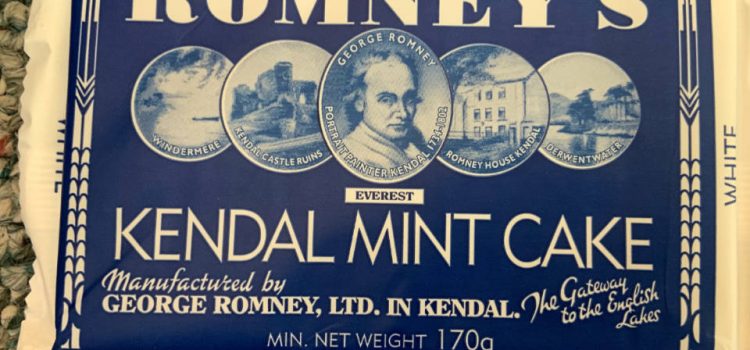 ROMNEY'S
WINDERMERE
KENDAL CASTLE RUINS
GEORGE ROMNEY
PORTRAIT PAINTER KENDAL 1734-1802
ROMNEY HOUSE KENDAL
DERWENTWATER
EVEREST
KENDAL MINT CAKE
Manufactured by
GEORGE ROMNEY, LTD. IN KENDAL.
The Gateway
to the English
Lakes
MIN. NET WEIGHT 170g
WHITE